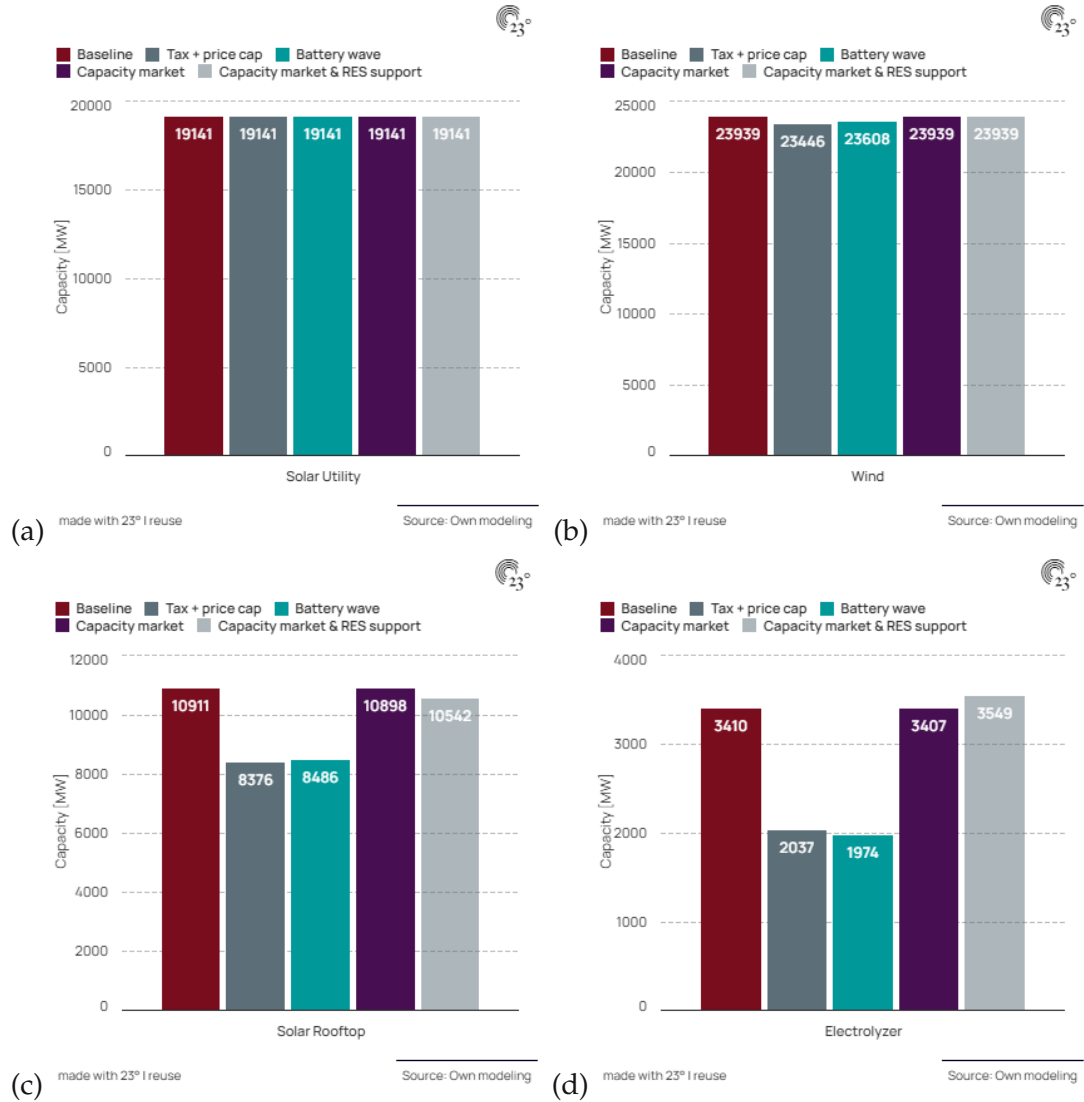 23°
Baseline Tax + price cap Battery wave
Capacity market Capacity market & RES support
Capacity [MW]
20000
15000
10000
5000
0
19141 19141 19141 19141 19141
Solar Utility
(a) made with 23° | reuse Source: Own modeling
23°
Baseline Tax + price cap Battery wave
Capacity market Capacity market & RES support
Capacity [MW]
25000
20000
15000
10000
5000
0
23939 23446 23608 23939 23939
Wind
(b) made with 23° | reuse Source: Own modeling
23°
Baseline Tax + price cap Battery wave
Capacity market Capacity market & RES support
Capacity [MW]
12000
10000
8000
6000
4000
2000
0
10911 8376 8486 10898 10542
Solar Rooftop
(c) made with 23° | reuse Source: Own modeling
23°
Baseline Tax + price cap Battery wave
Capacity market Capacity market & RES support
Capacity [MW]
4000
3000
2000
1000
0
3410 2037 1974 3407 3549
Electrolyzer
(d) made with 23° | reuse Source: Own modeling